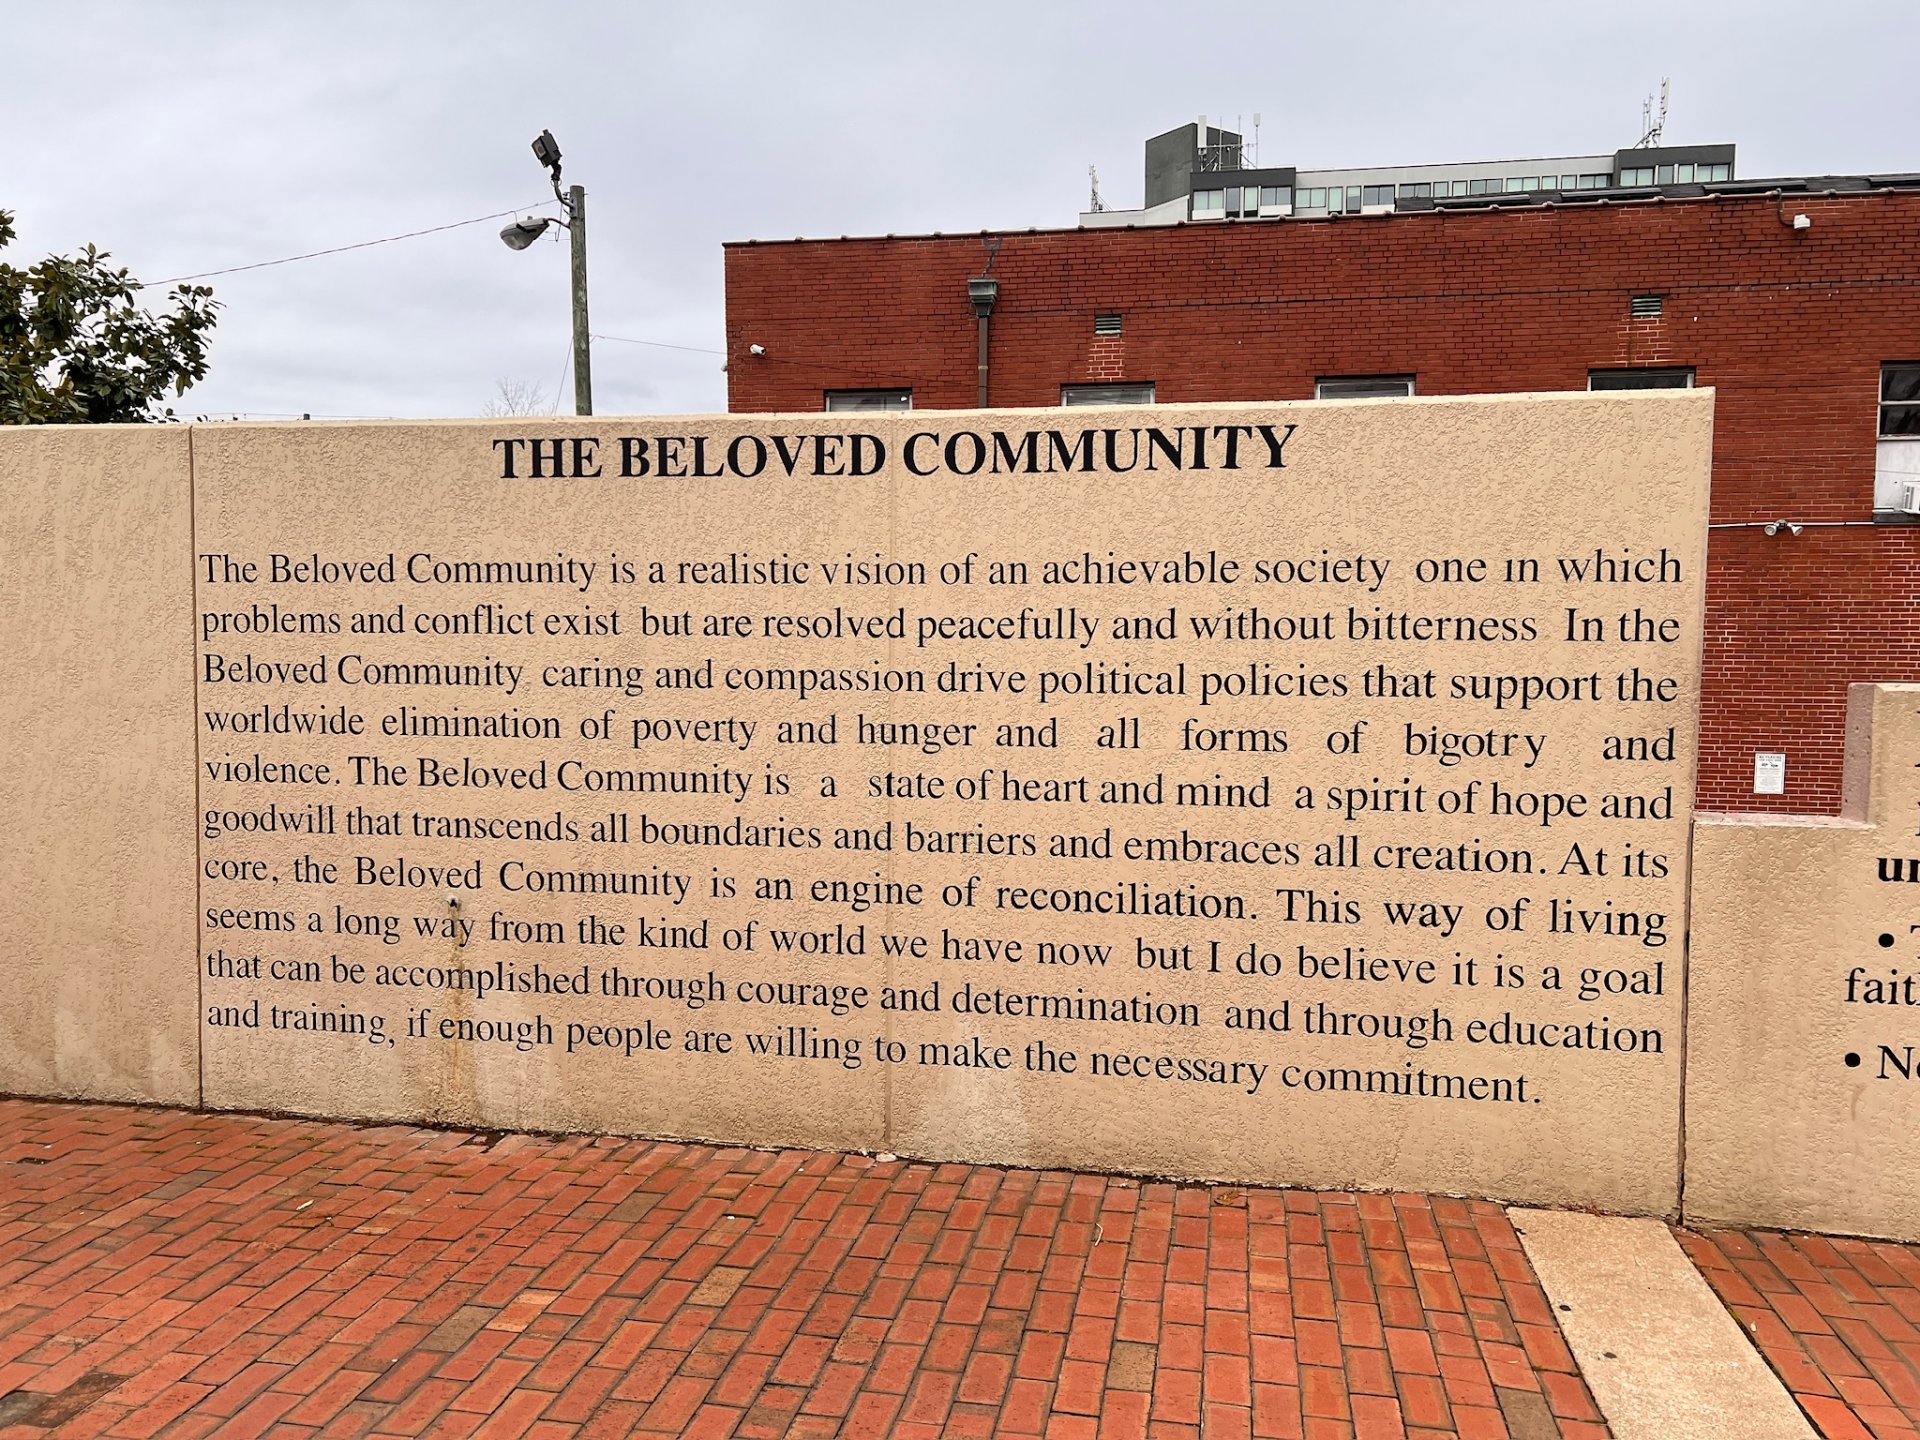 THE BELOVED COMMUNITY
The Beloved Community is a realistic vision of an achievable society one in which
problems and conflict exist but are resolved peacefully and without bitterness In the
Beloved Community caring and compassion drive political policies that support the
worldwide elimination of poverty and hunger and all forms of bigotry and
violence. The Beloved Community is a state of heart and mind a spirit of hope and
goodwill that transcends all boundaries and barriers and embraces all creation. At its
core, the Beloved Community is an engine of reconciliation. This way of living
seems a long way from the kind of world we have now but I do believe it is a goal
that can be accomplished through courage and determination and through education
and training, if enough people are willing to make the necessary commitment.